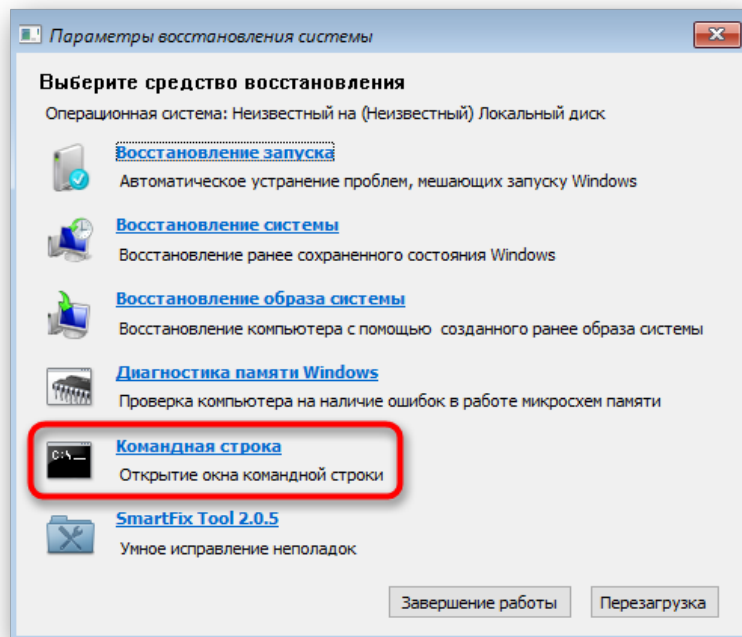 Параметры восстановления системы
Выберите средство восстановления
Операционная система: Неизвестный на (Неизвестный) Локальный диск
Восстановление запуска
Автоматическое устранение проблем, мешающих запуску Windows
Восстановление системы
Восстановление ранее сохраненного состояния Windows
Восстановление образа системы
Восстановление компьютера с помощью созданного ранее образа системы
Диагностика памяти Windows
Проверка компьютера на наличие ошибок в работе микросхем памяти
C:\_
Командная строка
Открытие окна командной строки
SmartFix Tool 2.0.5
Умное исправление неполадок
Завершение работы Перезагрузка